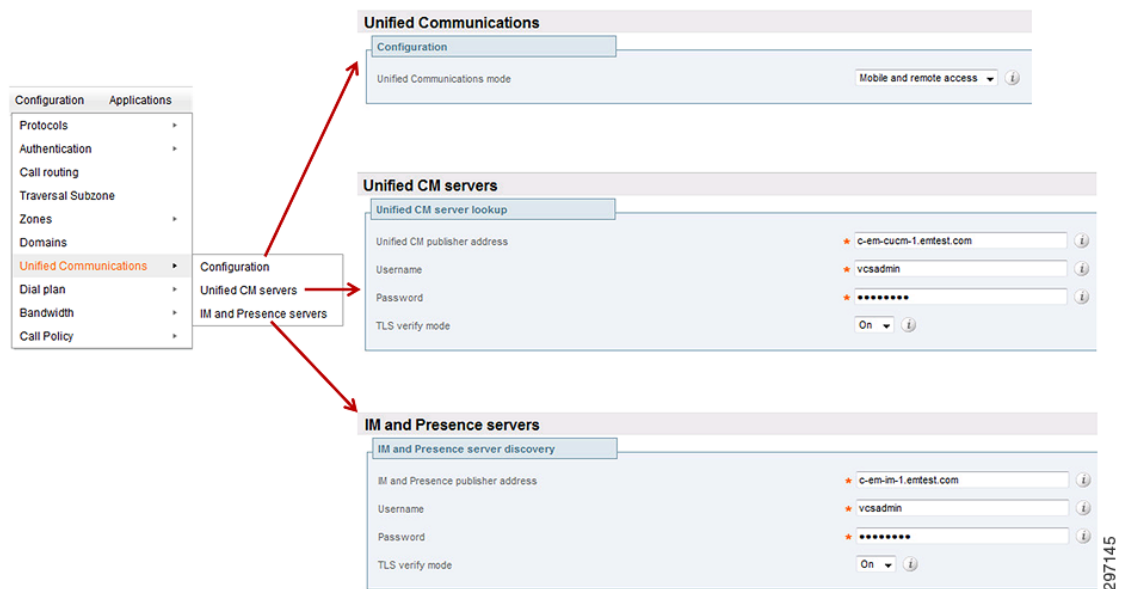 Configuration Applications
Protocols
Authentication
Call routing
Traversal Subzone
Zones
Domains
Unified Communications
Dial plan
Bandwidth
Call Policy
Configuration
Unified CM servers
IM and Presence servers
Unified Communications
Configuration
Unified Communications mode Mobile and remote access
Unified CM servers
Unified CM server lookup
Unified CM publisher address * c-em-cucm-1.emtest.com
Username * vcsadmin
Password * ••••••••
TLS verify mode On
IM and Presence servers
IM and Presence server discovery
IM and Presence publisher address * c-em-im-1.emtest.com
Username * vcsadmin
Password * ••••••••
TLS verify mode On
297145